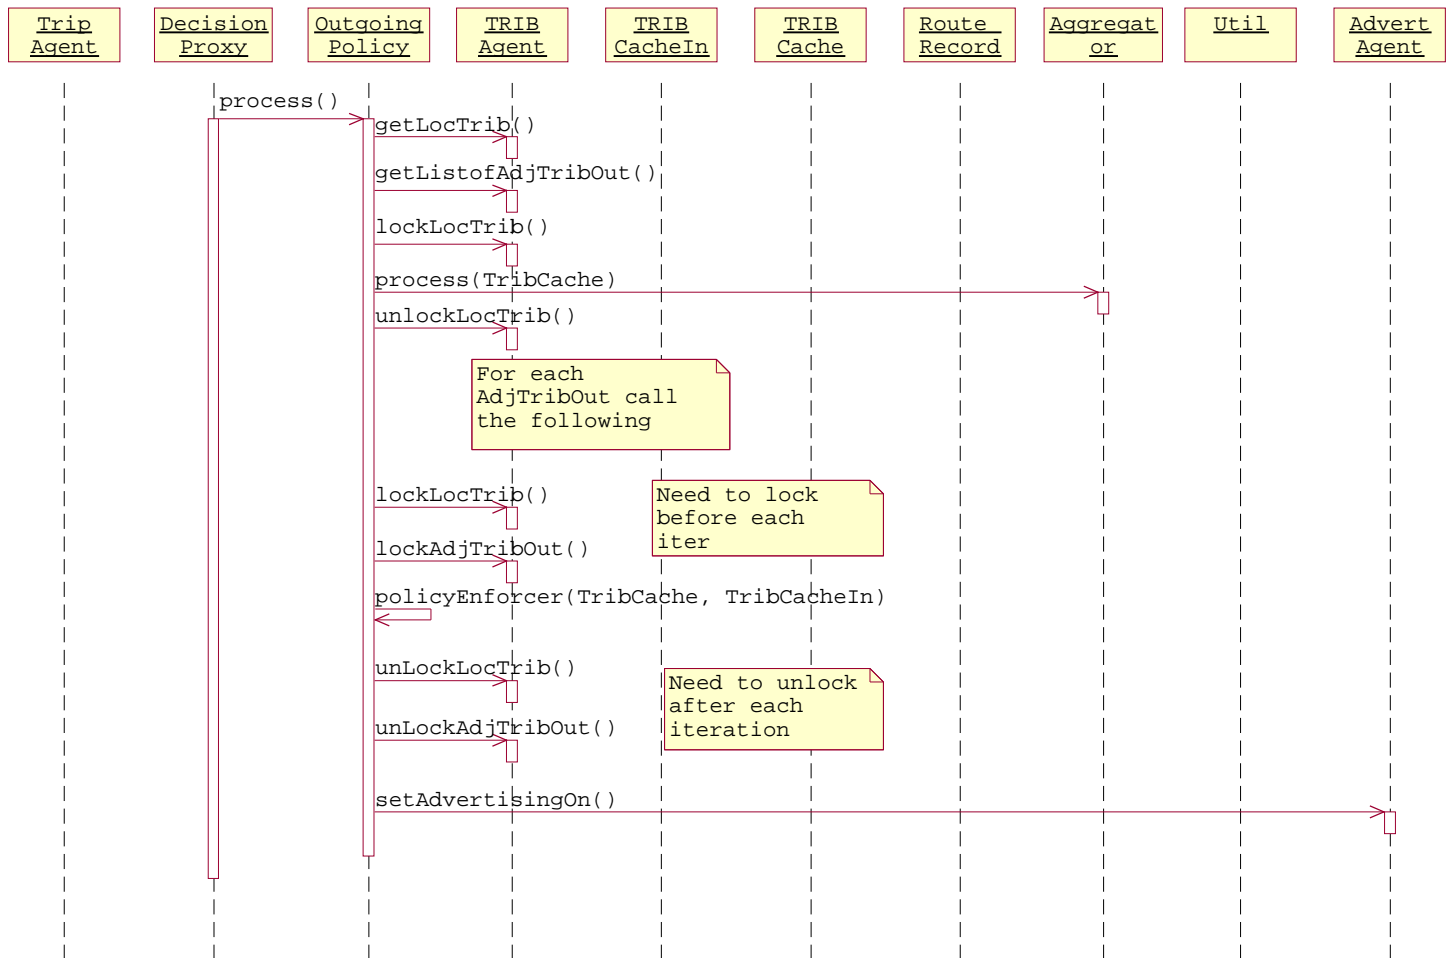 Trip
Agent
Decision
Proxy
Outgoing
Policy
TRIB
Agent
TRIB
CacheIn
TRIB
Cache
Route
Record
Aggregat
or
Util
Advert
Agent
process()
getLocTrib()
getListofAdjTribOut()
lockLocTrib()
process(TribCache)
unlockLocTrib()
For each
AdjTribOut call
the following
lockLocTrib()
Need to lock
before each
iter
lockAdjTribOut()
policyEnforcer(TribCache, TribCacheIn)
unLockLocTrib()
Need to unlock
after each
iteration
unLockAdjTribOut()
setAdvertisingOn()